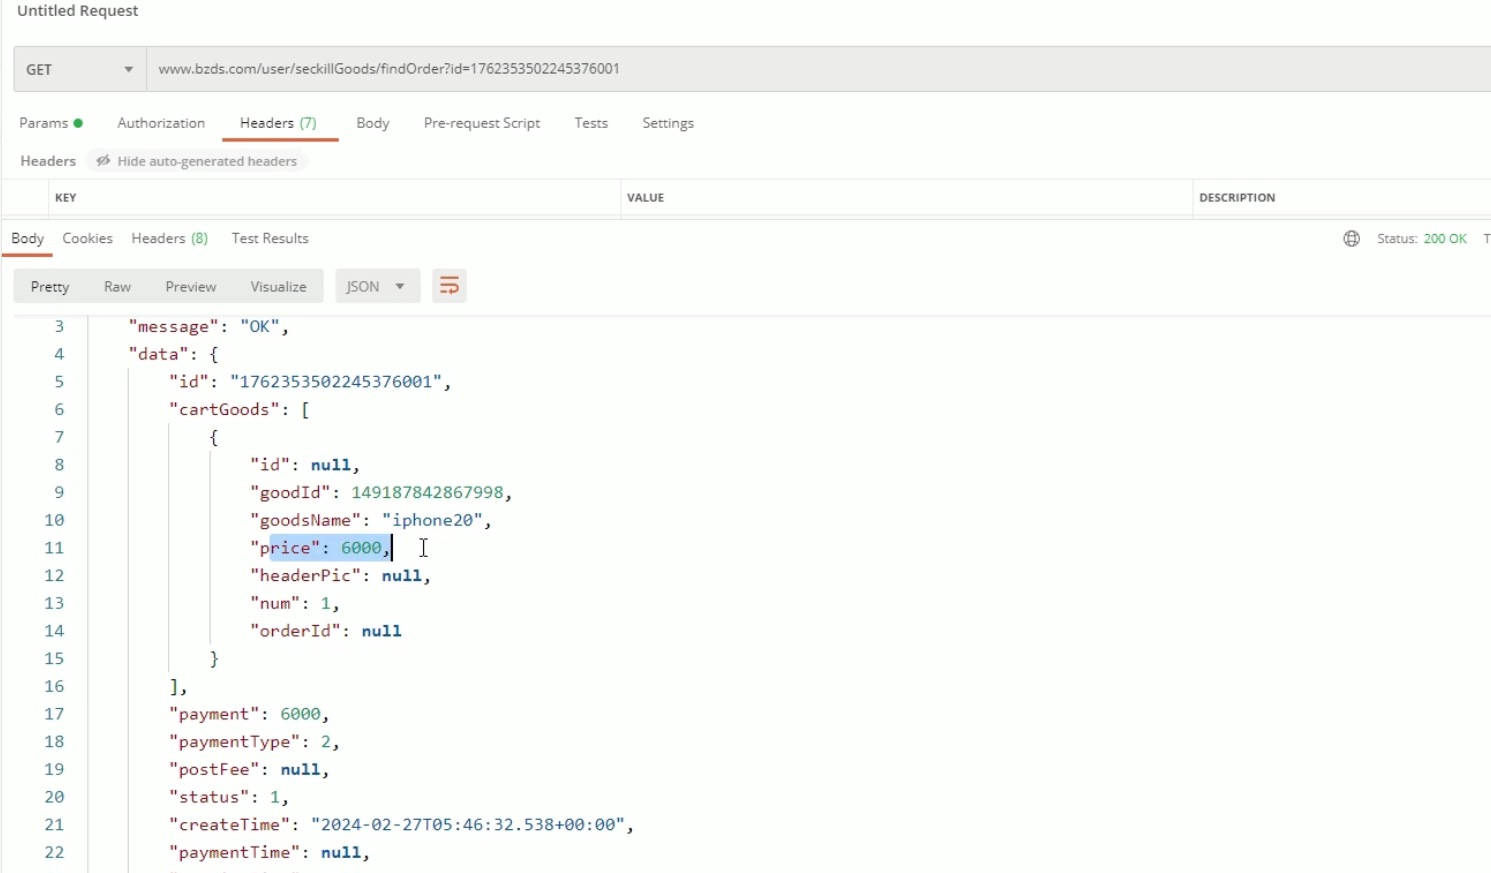 Untitled Request
GET www.bzds.com/user/seckillGoods/findOrder?id=1762353502245376001
Params Authorization Headers (7) Body Pre-request Script Tests Settings
Headers Hide auto-generated headers
KEY VALUE DESCRIPTION
Body Cookies Headers (8) Test Results Status: 200 OK T
Pretty Raw Preview Visualize JSON
3 "message": "OK",
4 "data": {
5 "id": "1762353502245376001",
6 "cartGoods": [
7 {
8 "id": null,
9 "goodId": 149187842867998,
10 "goodsName": "iphone20",
11 "price": 6000,
12 "headerPic": null,
13 "num": 1,
14 "orderId": null
15 }
16 ],
17 "payment": 6000,
18 "paymentType": 2,
19 "postFee": null,
20 "status": 1,
21 "createTime": "2024-02-27T05:46:32.538+00:00",
22 "paymentTime": null,